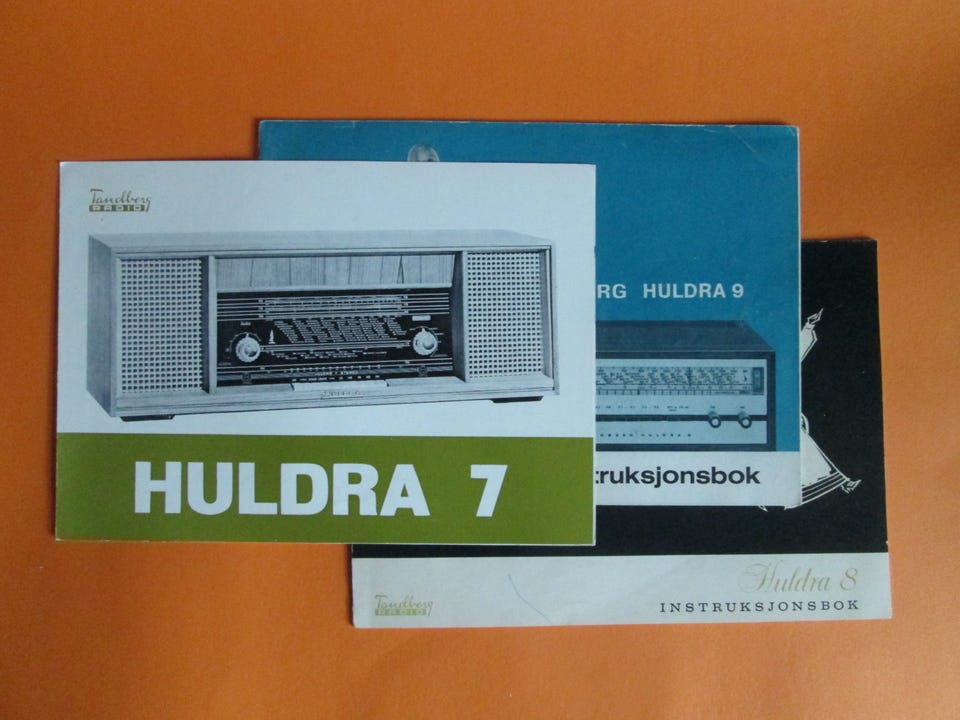 Tandberg
RADIO
HULDRA 7
RG HULDRA 9
truksjonsbok
Huldra 8
INSTRUKSJONSBOK
Tandberg
RADIO